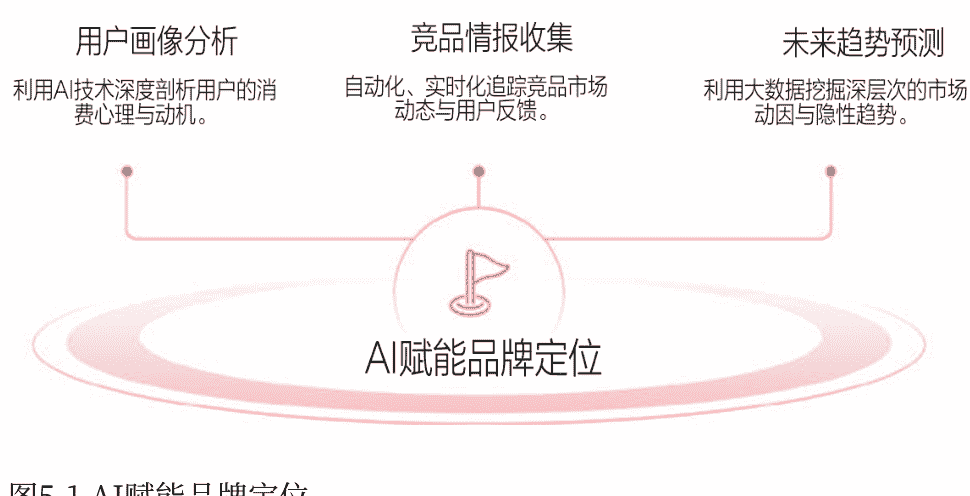 用户画像分析
利用AI技术深度剖析用户的消
费心理与动机。
竞品情报收集
自动化、实时化追踪竞品市场
动态与用户反馈。
未来趋势预测
利用大数据挖掘深层次的市场
动因与隐性趋势。
AI赋能品牌定位
图5-1 AI赋能品牌定位